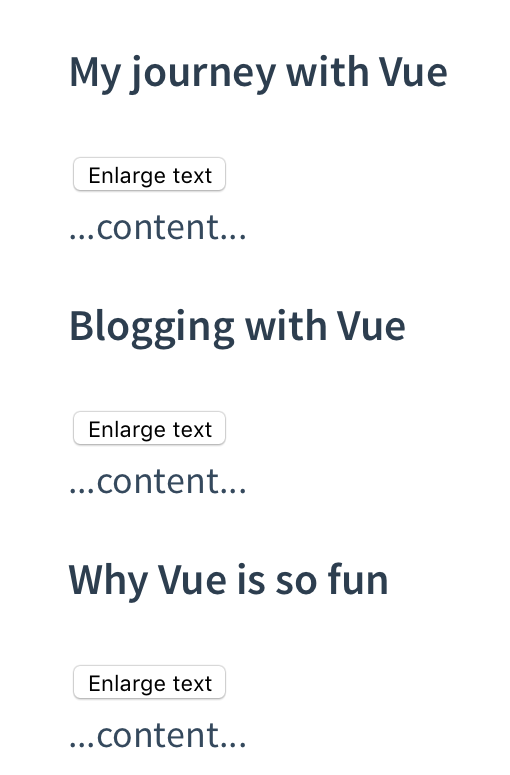 My journey with Vue
Enlarge text
...content...
Blogging with Vue
Enlarge text
...content...
Why Vue is so fun
Enlarge text
...content...